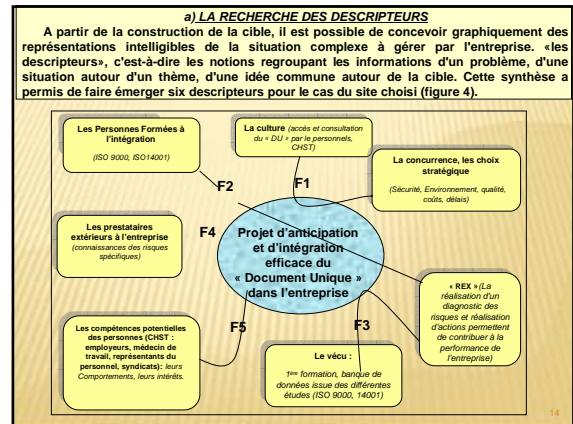 a) LA RECHERCHE DES DESCRIPTEURS
A partir de la construction de la cible, il est possible de concevoir graphiquement des
représentations intelligibles de la situation complexe à gérer par l'entreprise. «les
descripteurs», c'est-à-dire les notions regroupant les informations d'un problème, d'une
situation autour d'un thème, d'une idée commune autour de la cible. Cette synthèse a
permis de faire émerger six descripteurs pour le cas du site choisi (figure 4).
Les Personnes Formées à
l'intégration
(ISO 9000, ISO14001)
La culture (accès et consultation
du « DU » par le personnels,
CHST)
La concurrence, les choix
stratégique
(Sécurité, Environnement, qualité,
coûts, délais)
F1
F2
Les prestataires
extérieurs à l'entreprise
(connaissances des risques
spécifiques)
F4
Projet d'anticipation
et d'intégration
efficace du
« Document Unique »
dans l'entreprise
« REX » (La
réalisation d'un
diagnostic des
risques et réalisation
d'actions permettent
de contribuer à la
performance de
l'entreprise)
F5
F3
Les compétences potentielles
des personnes (CHST :
employeurs, médecin de
travail, représentants du
personnel, syndicats): leurs
Comportements, leurs intérêts.
Le vécu :
1ère formation, banque de
données issue des différentes
études (ISO 9000, 14001)
14